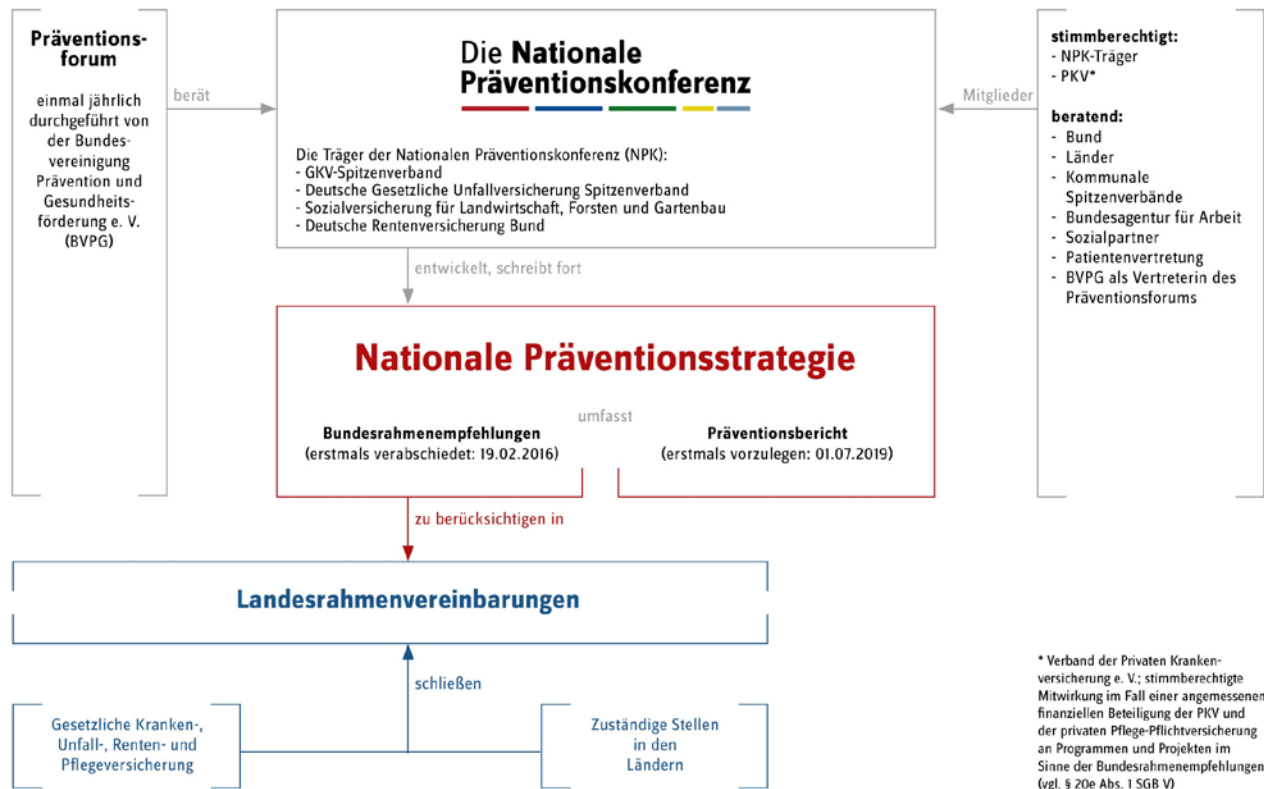 Präventions-
forum
einmal jährlich
durchgeführt von
der Bundes-
vereinigung
Prävention und
Gesundheits-
förderung e. V.
(BVPG)
berät
Die Nationale
Präventionskonferenz
Die Träger der Nationalen Präventionskonferenz (NPK):
- GKV-Spitzenverband
- Deutsche Gesetzliche Unfallversicherung Spitzenverband
- Sozialversicherung für Landwirtschaft, Forsten und Gartenbau
- Deutsche Rentenversicherung Bund
Mitglieder
stimmberechtigt:
- NPK-Träger
- PKV*
beratend:
- Bund
- Länder
- Kommunale
Spitzenverbände
- Bundesagentur für Arbeit
- Sozialpartner
- Patientenvertretung
- BVPG als Vertreterin des
Präventionsforums
entwickelt, schreibt fort
Nationale Präventionsstrategie
umfasst
Bundesrahmenempfehlungen
(erstmals verabschiedet: 19.02.2016)
Präventionsbericht
(erstmals vorzulegen: 01.07.2019)
zu berücksichtigen in
Landesrahmenvereinbarungen
schließen
Gesetzliche Kranken-,
Unfall-, Renten- und
Pflegeversicherung
Zuständige Stellen
in den
Ländern
* Verband der Privaten Kranken-
versicherung e. V.; stimmberechtigte
Mitwirkung im Fall einer angemessenen
finanziellen Beteiligung der PKV und
der privaten Pflege-Pflichtversicherung
an Programmen und Projekten im
Sinne der Bundesrahmenempfehlungen
(vgl. § 20e Abs. 1 SGB V)